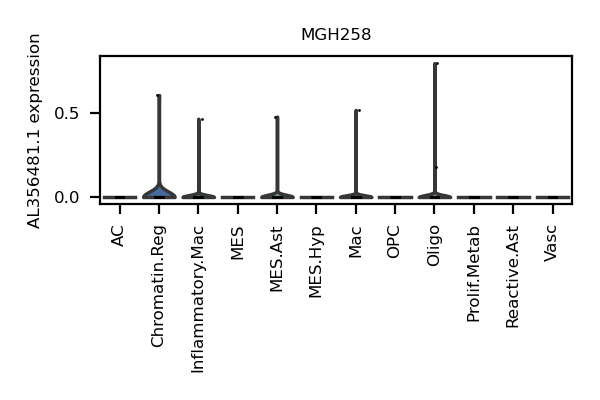 MGH258
AL356481.1 expression
0.5
0.0
AC
Chromatin.Reg
Inflammatory.Mac
MES
MES.Ast
MES.Hyp
Mac
OPC
Oligo
Prolif.Metab
Reactive.Ast
Vasc